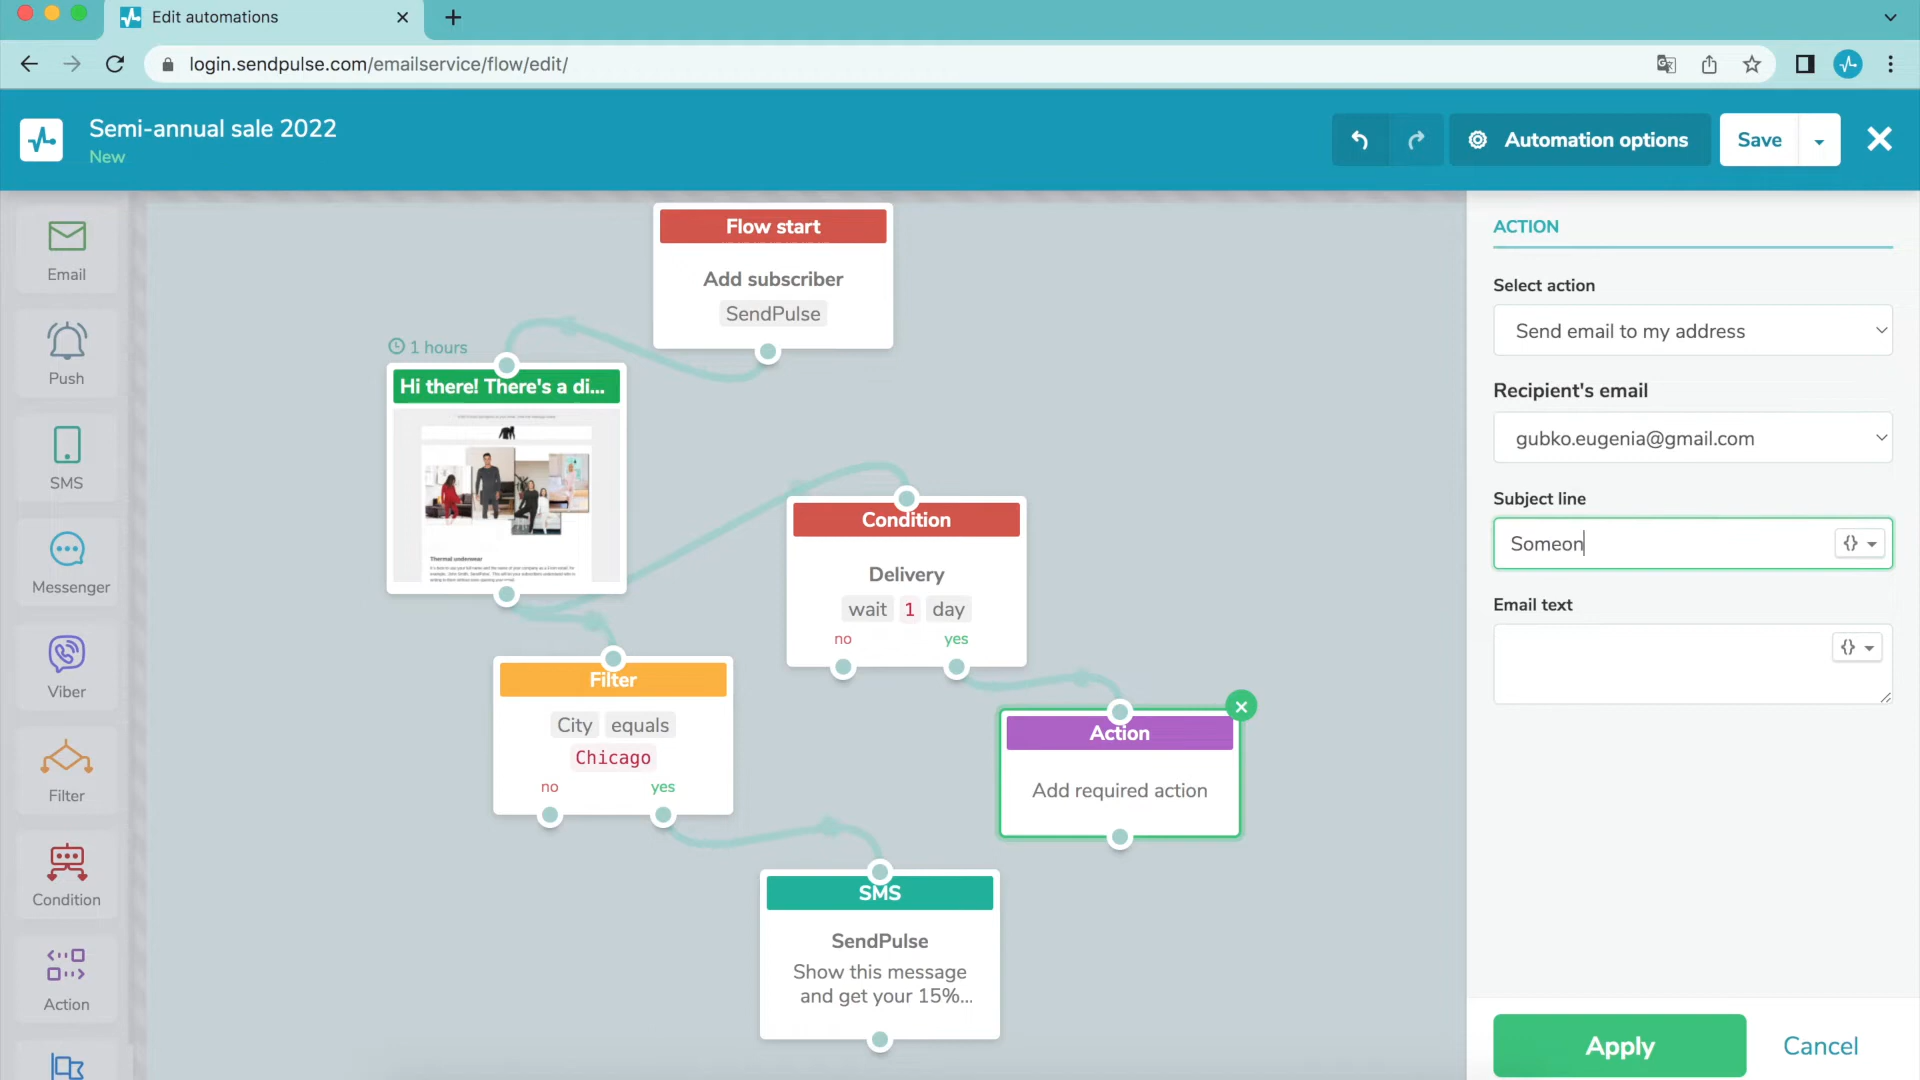 Edit automations
login.sendpulse.com/emailservice/flow/edit/
Semi-annual sale 2022
New
Automation options
Save
Email
Push
SMS
Messenger
Viber
Filter
Condition
Action
Flow start
Add subscriber
SendPulse
1 hours
Hi there! There's a di...
Thermal underwear
Condition
Delivery
wait 1 day
no yes
Filter
City equals
Chicago
no yes
Action
Add required action
SMS
SendPulse
Show this message
and get your 15%...
ACTION
Select action
Send email to my address
Recipient's email
gubko.eugenia@gmail.com
Subject line
Someon
{}
Email text
{}
Apply Cancel